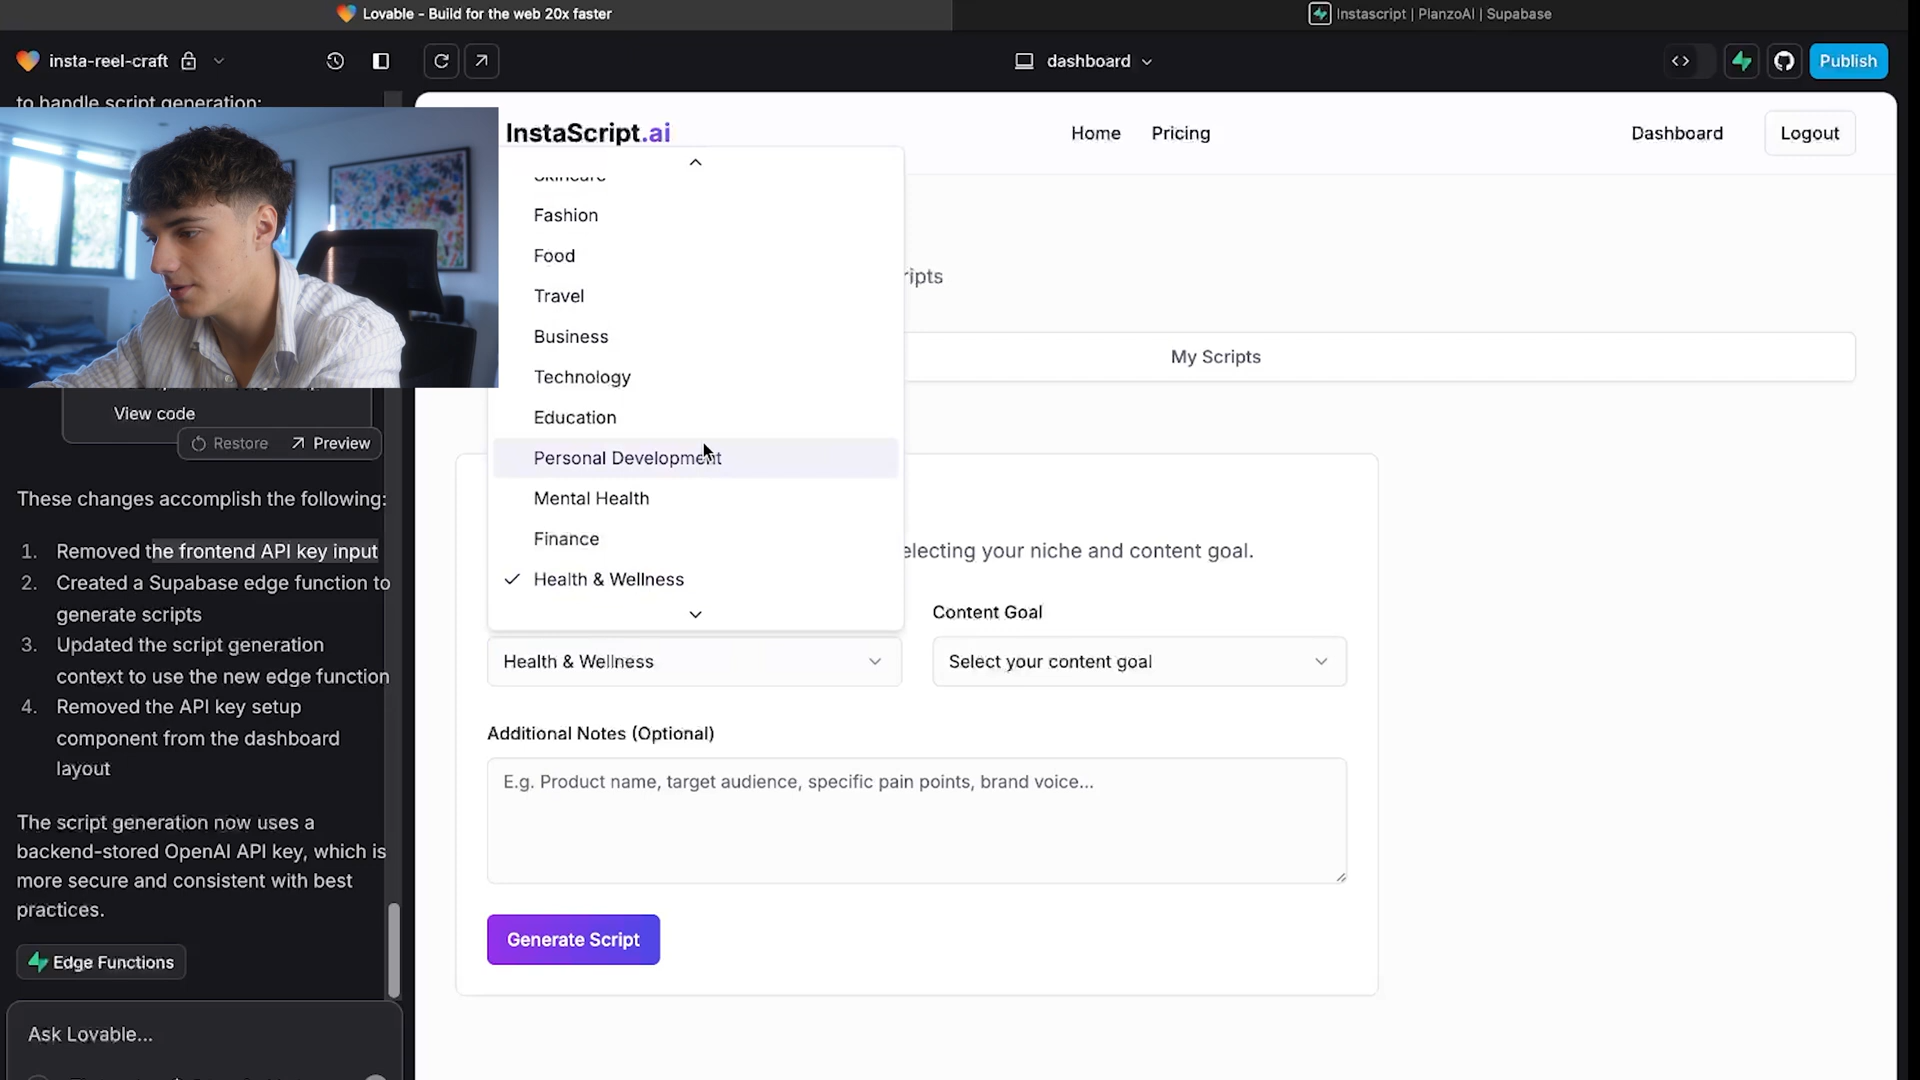 Lovable - Build for the web 20x faster
Instascript | PlanzoAI | Supabase
insta-reel-craft
dashboard
Publish
to handle script generation:
View code
Restore
Preview
These changes accomplish the following:
1. Removed the frontend API key input
2. Created a Supabase edge function to
generate scripts
3. Updated the script generation
context to use the new edge function
4. Removed the API key setup
component from the dashboard
layout
The script generation now uses a
backend-stored OpenAI API key, which is
more secure and consistent with best
practices.
Edge Functions
Ask Lovable...
InstaScript.ai
Home
Pricing
Dashboard
Logout
Skincare
Fashion
Food
Travel
Business
Technology
Education
Personal Development
Mental Health
Finance
Health & Wellness
ripts
My Scripts
electing your niche and content goal.
Health & Wellness
Content Goal
Select your content goal
Additional Notes (Optional)
E.g. Product name, target audience, specific pain points, brand voice...
Generate Script